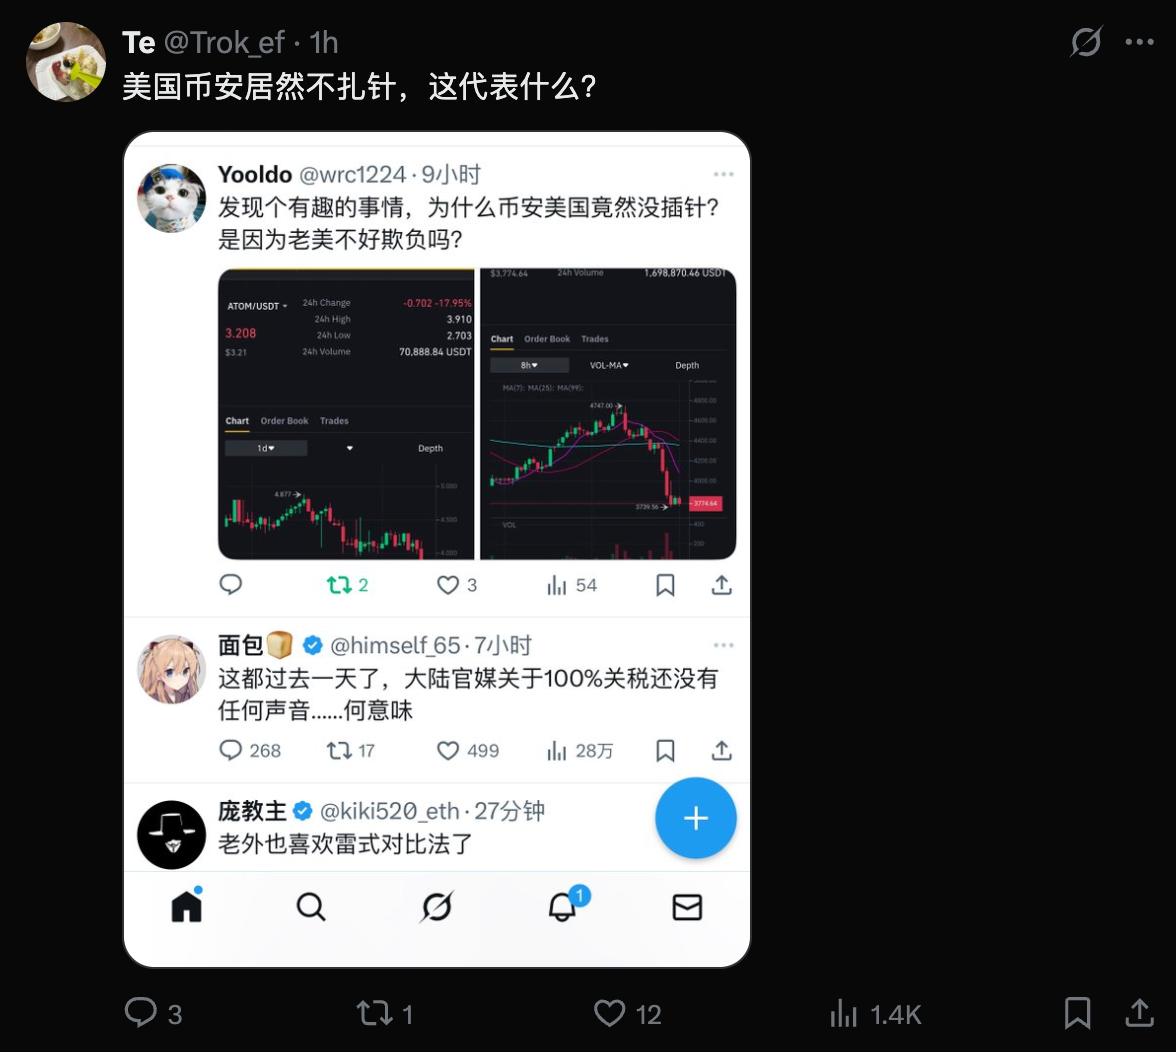 Te @Trok_ef · 1h
美国币安居然不扎针，这代表什么？
Yooldo @wrc1224 · 9小时
发现个有趣的事情，为什么币安美国竟然没插针？
是因为老美不好欺负吗？
ATOM/USDT
24h Change -0.702 -17.95%
24h High 3.910
3.208
24h Low 2.703
$3.21
24h Volume 70,888.84 USDT
Chart Order Book Trades
1d Depth
5.000
4.877
4.500
4.000
$3,774.64 24h Volume 1,698,870.46 USDT
Chart Order Book Trades
8h VOL-MA Depth
MA(7): MA(25): MA(99):
4800.00
4747.00
4600.00
4400.00
4200.00
4000.00
3774.64
3739.56
VOL
400
200
2 3 54
面包 @himself_65 · 7小时
这都过去一天了，大陆官媒关于100%关税还没有
任何声音......何意味
268 17 499 28万
庞教主 @kiki520_eth · 27分钟
老外也喜欢雷式对比法了
1
3 1 12 1.4K